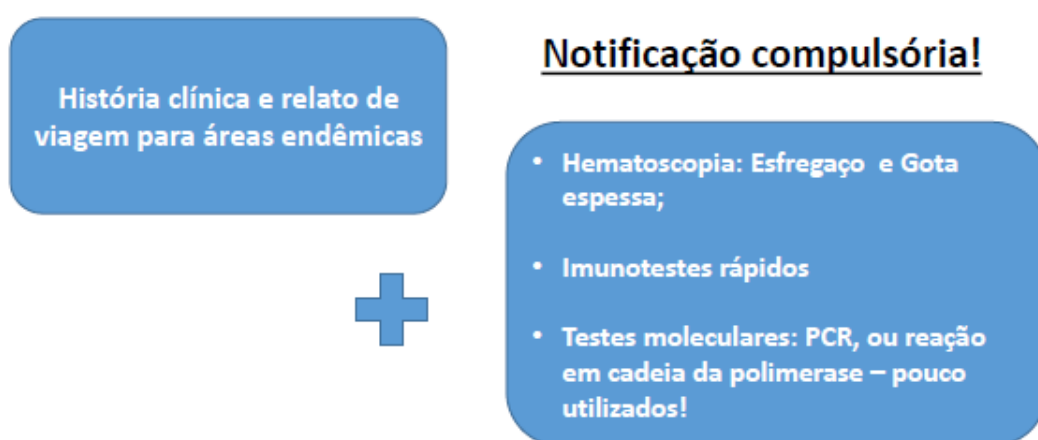 História clínica e relato de
viagem para áreas endêmicas
Notificação compulsória!
• Hematoscopia: Esfregaço e Gota
espessa;
• Imunotestes rápidos
• Testes moleculares: PCR, ou reação
em cadeia da polimerase – pouco
utilizados!